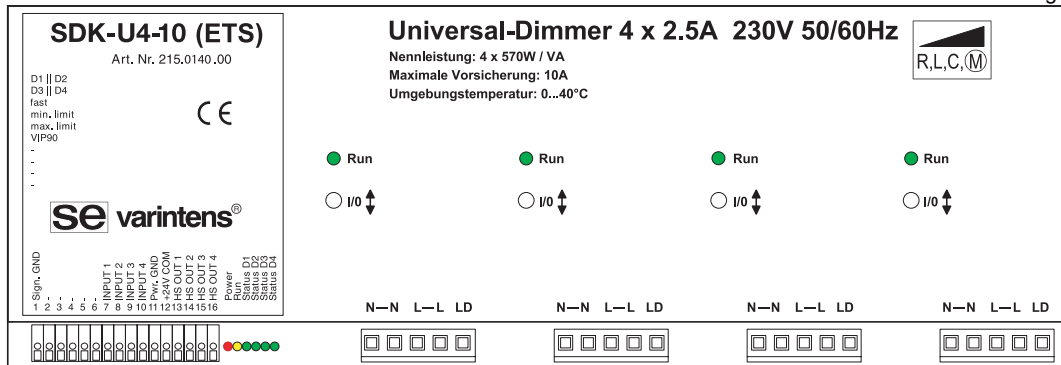 SDK-U4-10 (ETS)
Art. Nr. 215.0140.00
D1 || D2
D3 || D4
fast
min. limit
max. limit
VIP90
-
-
-
-
CE
se varintens®
Universal-Dimmer 4 x 2.5A 230V 50/60Hz
Nennleistung: 4 x 570W / VA
Maximale Vorsicherung: 10A
Umgebungstemperatur: 0...40°C
R,L,C,M
Run
Run
Run
Run
I/0
I/0
I/0
I/0
1 Sign. GND
2 -
3 -
4 -
5 -
6 -
7 INPUT 1
8 INPUT 2
9 INPUT 3
10 INPUT 4
11 Pwr. GND
12 +24V COM
13 HS OUT 1
14 HS OUT 2
15 HS OUT 3
16 HS OUT 4
Power
Run
Status D1
Status D2
Status D3
Status D4
N—N L—L LD
N—N L—L LD
N—N L—L LD
N—N L—L LD